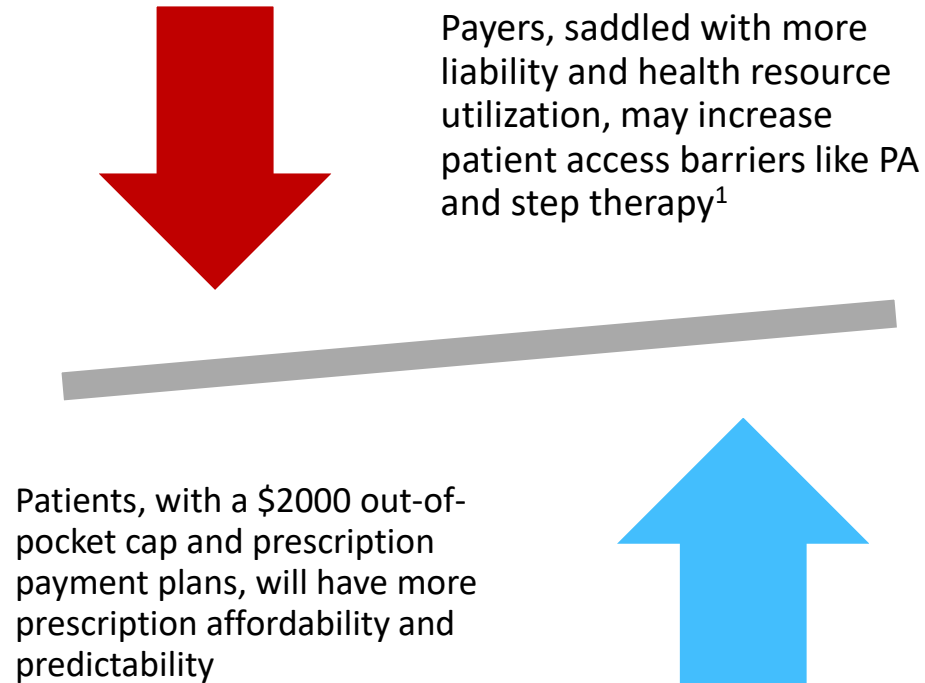 Payers, saddled with more
liability and health resource
utilization, may increase
patient access barriers like PA
and step therapy¹
Patients, with a $2000 out-of-
pocket cap and prescription
payment plans, will have more
prescription affordability and
predictability